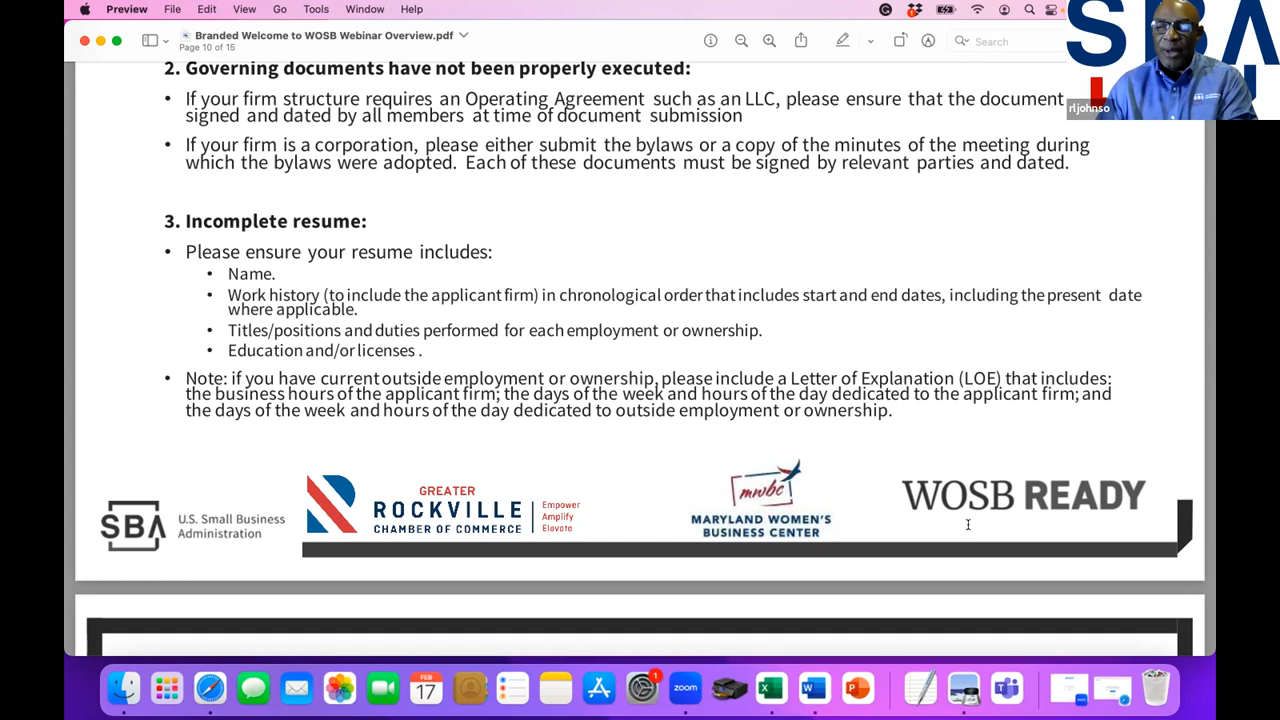 Preview File Edit View Go Tools Window Help
Branded Welcome to WOSB Webinar Overview.pdf
Page 10 of 15
Search
SBA
rljohnso
2. Governing documents have not been properly executed:
• If your firm structure requires an Operating Agreement such as an LLC, please ensure that the document
signed and dated by all members at time of document submission
• If your firm is a corporation, please either submit the bylaws or a copy of the minutes of the meeting during
which the bylaws were adopted. Each of these documents must be signed by relevant parties and dated.
3. Incomplete resume:
• Please ensure your resume includes:
• Name.
• Work history (to include the applicant firm) in chronological order that includes start and end dates, including the present date
where applicable.
• Titles/positions and duties performed for each employment or ownership.
• Education and/or licenses .
• Note: if you have current outside employment or ownership, please include a Letter of Explanation (LOE) that includes:
the business hours of the applicant firm; the days of the week and hours of the day dedicated to the applicant firm; and
the days of the week and hours of the day dedicated to outside employment or ownership.
SBA
U.S. Small Business
Administration
GREATER
ROCKVILLE
CHAMBER OF COMMERCE
Empower
Amplify
Elevate
mwbc
MARYLAND WOMEN'S
BUSINESS CENTER
WOSB READY
FEB
17
1
zoom